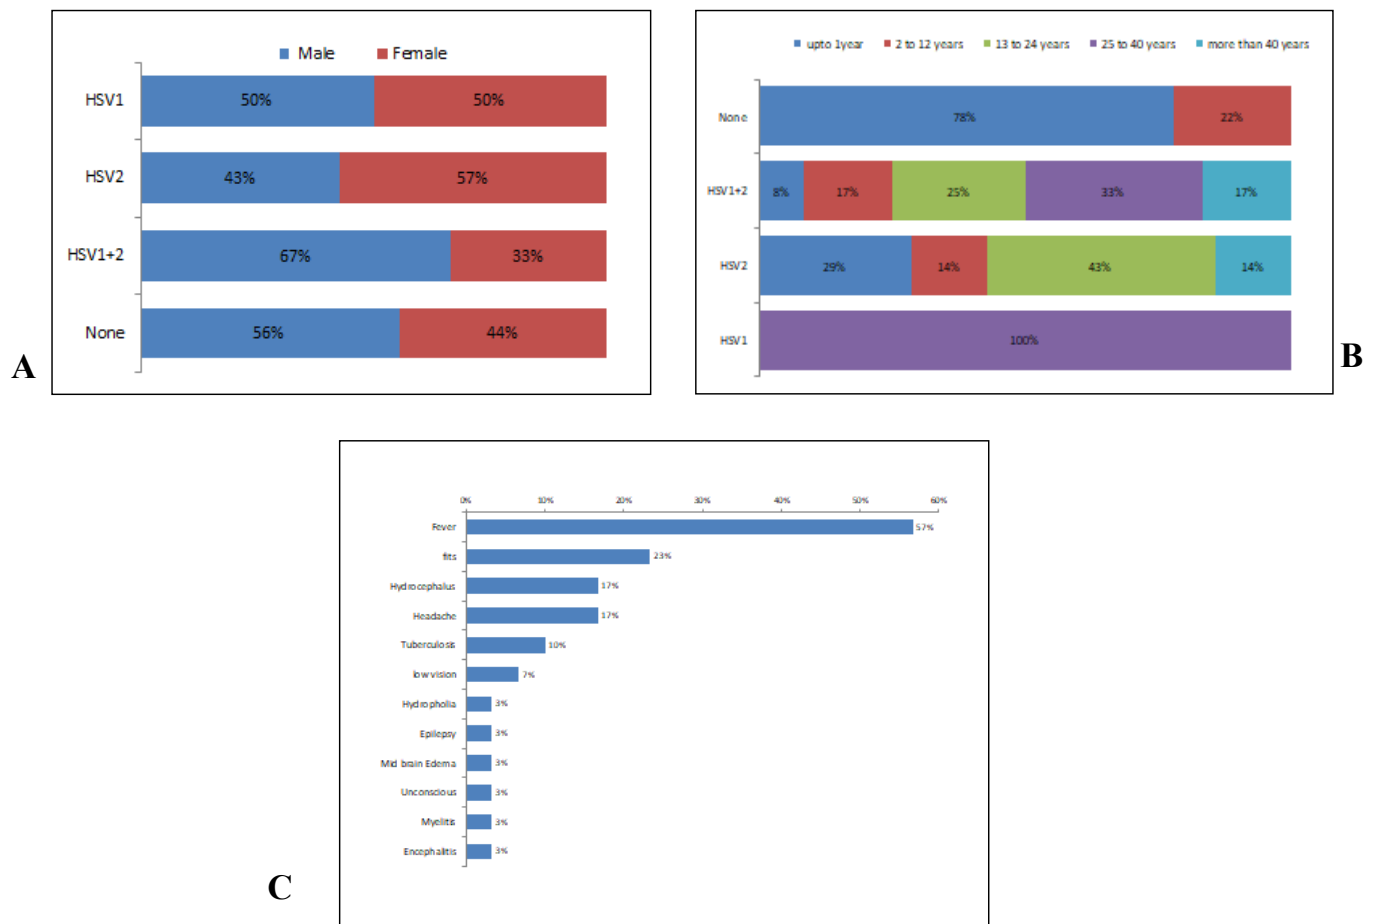 Male Female
HSV1 50% 50%
HSV2 43% 57%
HSV1+2 67% 33%
None 56% 44%
A
upto 1year 2 to 12 years 13 to 24 years 25 to 40 years more than 40 years
None 78% 22%
HSV1+2 8% 17% 25% 33% 17%
HSV2 29% 14% 43% 14%
HSV1 100%
B
0% 10% 20% 30% 40% 50% 60%
Fever 57%
fits 23%
Hydrocephalus 17%
Headache 17%
Tuberculosis 10%
low vision 7%
Hydropholia 3%
Epilepsy 3%
Mid brain Edema 3%
Unconscious 3%
Myelitis 3%
Encephalitis 3%
C